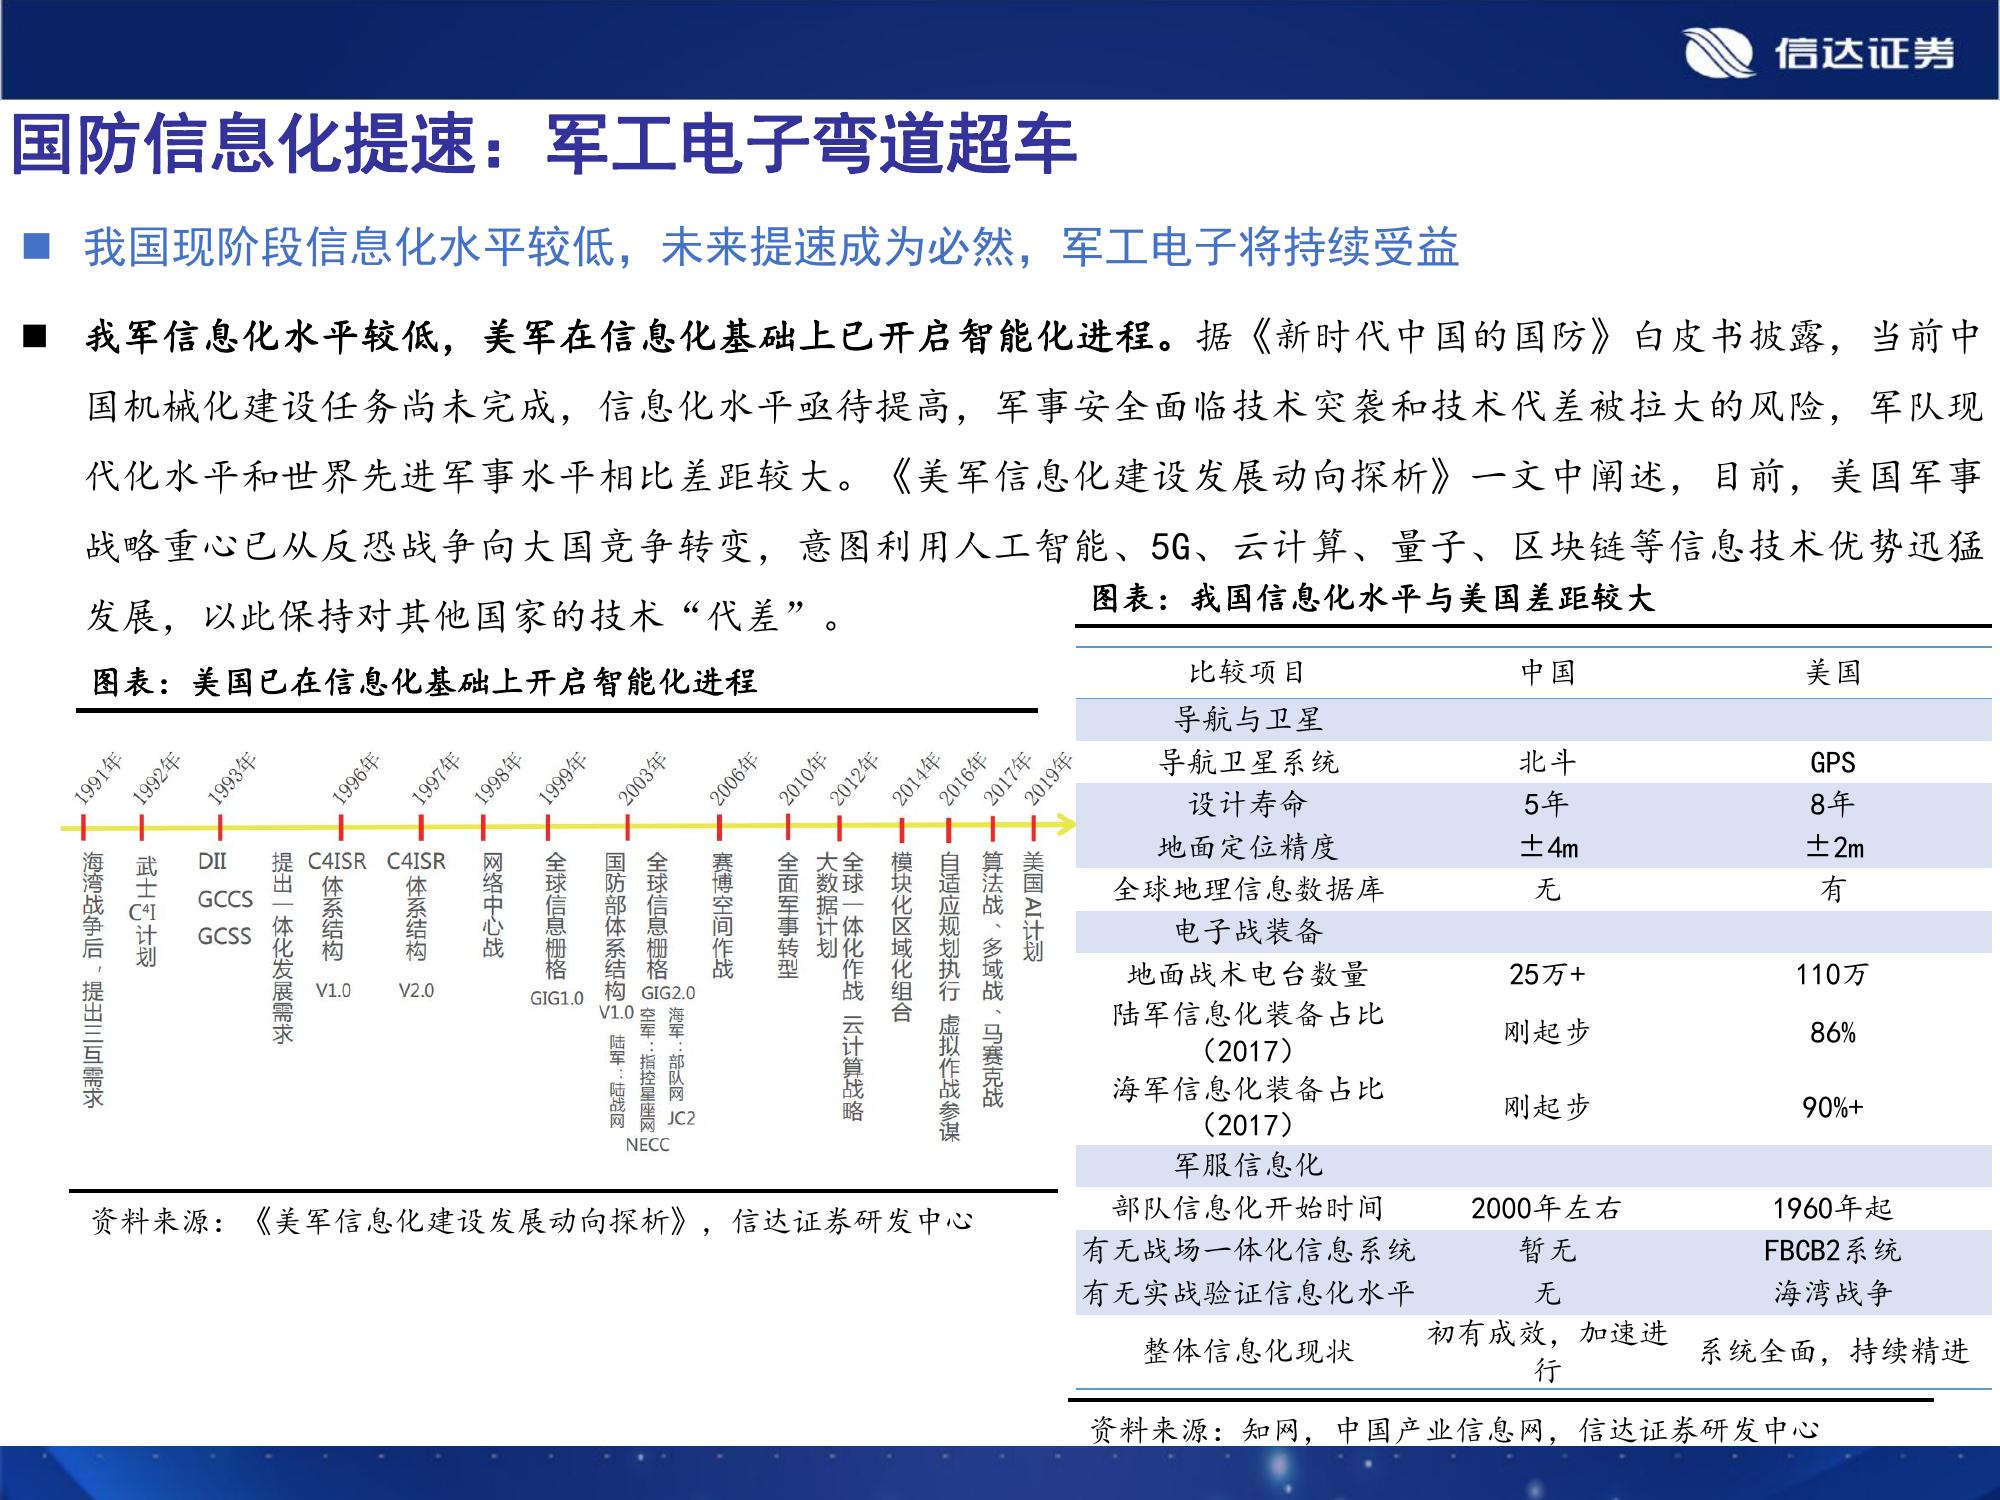 信达证券
国防信息化提速：军工电子弯道超车
■ 我国现阶段信息化水平较低，未来提速成为必然，军工电子将持续受益
■ 我军信息化水平较低，美军在信息化基础上已开启智能化进程。据《新时代中国的国防》白皮书披露，当前中
国机械化建设任务尚未完成，信息化水平亟待提高，军事安全面临技术突袭和技术代差被拉大的风险，军队现
代化水平和世界先进军事水平相比差距较大。《美军信息化建设发展动向探析》一文中阐述，目前，美国军事
战略重心已从反恐战争向大国竞争转变，意图利用人工智能、5G、云计算、量子、区块链等信息技术优势迅猛
发展，以此保持对其他国家的技术“代差”。
图表：美国已在信息化基础上开启智能化进程
1991年 1992年 1993年 1996年 1997年 1998年 1999年 2003年 2006年 2010年 2012年 2014年 2016年 2017年 2019年
海湾战争后，提出三互需求
武士C⁴I计划
DII
GCCS
GCSS
提出一体化发展需求
C4ISR体系结构
V1.0
C4ISR体系结构
V2.0
网络中心战
全球信息栅格
GIG1.0
国防部体系结构
V1.0
陆军：陆战网
全球信息栅格
GIG2.0
空军：指控星座网
海军：部队网
JC2
NECC
赛博空间作战
全面军事转型
大数据计划
全球一体化作战 云计算战略
模块化区域化组合
自适应规划执行 虚拟作战参谋
算法战、多域战、马赛克战
美国AI计划
资料来源：《美军信息化建设发展动向探析》，信达证券研发中心
图表：我国信息化水平与美国差距较大
比较项目 中国 美国
导航与卫星
导航卫星系统 北斗 GPS
设计寿命 5年 8年
地面定位精度 ±4m ±2m
全球地理信息数据库 无 有
电子战装备
地面战术电台数量 25万+ 110万
陆军信息化装备占比
（2017） 刚起步 86%
海军信息化装备占比
（2017） 刚起步 90%+
军服信息化
部队信息化开始时间 2000年左右 1960年起
有无战场一体化信息系统 暂无 FBCB2系统
有无实战验证信息化水平 无 海湾战争
整体信息化现状 初有成效，加速进
行 系统全面，持续精进
资料来源：知网，中国产业信息网，信达证券研发中心